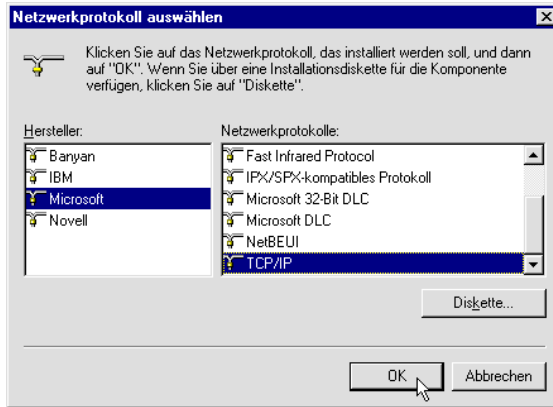 Netzwerkprotokoll auswählen
Klicken Sie auf das Netzwerkprotokoll, das installiert werden soll, und dann
auf "OK". Wenn Sie über eine Installationsdiskette für die Komponente
verfügen, klicken Sie auf "Diskette".
Hersteller:
Banyan
IBM
Microsoft
Novell
Netzwerkprotokolle:
Fast Infrared Protocol
IPX/SPX-kompatibles Protokoll
Microsoft 32-Bit DLC
Microsoft DLC
NetBEUI
TCP/IP
Diskette...
OK
Abbrechen